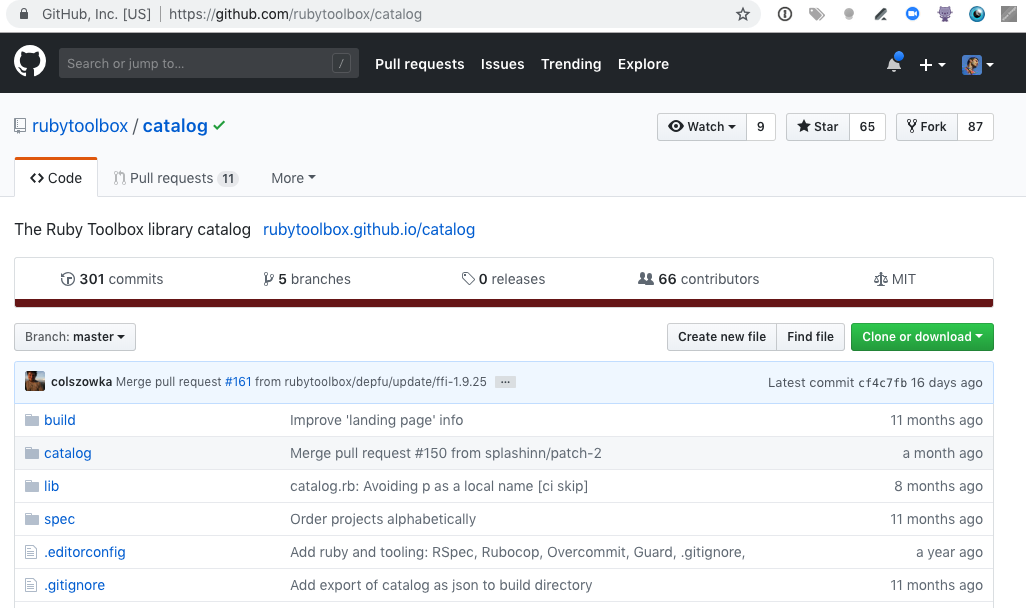 GitHub, Inc. [US] | https://github.com/rubytoolbox/catalog
Search or jump to... / Pull requests Issues Trending Explore
rubytoolbox / catalog Watch 9 Star 65 Fork 87
Code Pull requests 11 More
The Ruby Toolbox library catalog rubytoolbox.github.io/catalog
301 commits 5 branches 0 releases 66 contributors MIT
Branch: master Create new file Find file Clone or download
colszowka Merge pull request #161 from rubytoolbox/depfu/update/ffi-1.9.25 ... Latest commit cf4c7fb 16 days ago
build Improve 'landing page' info 11 months ago
catalog Merge pull request #150 from splashinn/patch-2 a month ago
lib catalog.rb: Avoiding p as a local name [ci skip] 8 months ago
spec Order projects alphabetically 11 months ago
.editorconfig Add ruby and tooling: RSpec, Rubocop, Overcommit, Guard, .gitignore, a year ago
.gitignore Add export of catalog as json to build directory 11 months ago